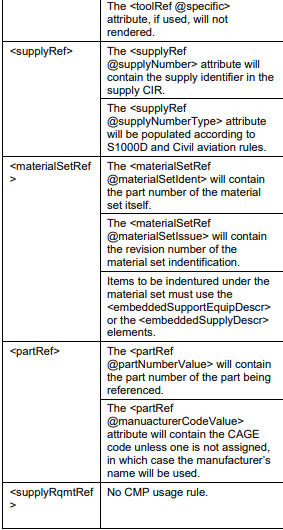 The <toolRef @specific>
attribute, if used, will not
rendered.
<supplyRef>
The <supplyRef
@supplyNumber> attribute will
contain the supply identifier in the
supply CIR.
The <supplyRef
@supplyNumberType> attribute
will be populated according to
S1000D and Civil aviation rules.
<materialSetRef
>
The <materialSetRef
@materialSetIdent> will contain
the part number of the material
set itself.
The <materialSetRef
@materialSetIssue> will contain
the revision number of the
material set indentification.
Items to be indentured under the
material set must use the
<embeddedSupportEquipDescr>
or the <embeddedSupplyDescr>
elements.
<partRef>
The <partRef
@partNumberValue> will contain
the part number of the part being
referenced.
The <partRef
@manuacturerCodeValue>
attribute will contain the CAGE
code unless one is not assigned,
in which case the manufacturer's
name will be used.
<supplyRqmtRef
>
No CMP usage rule.